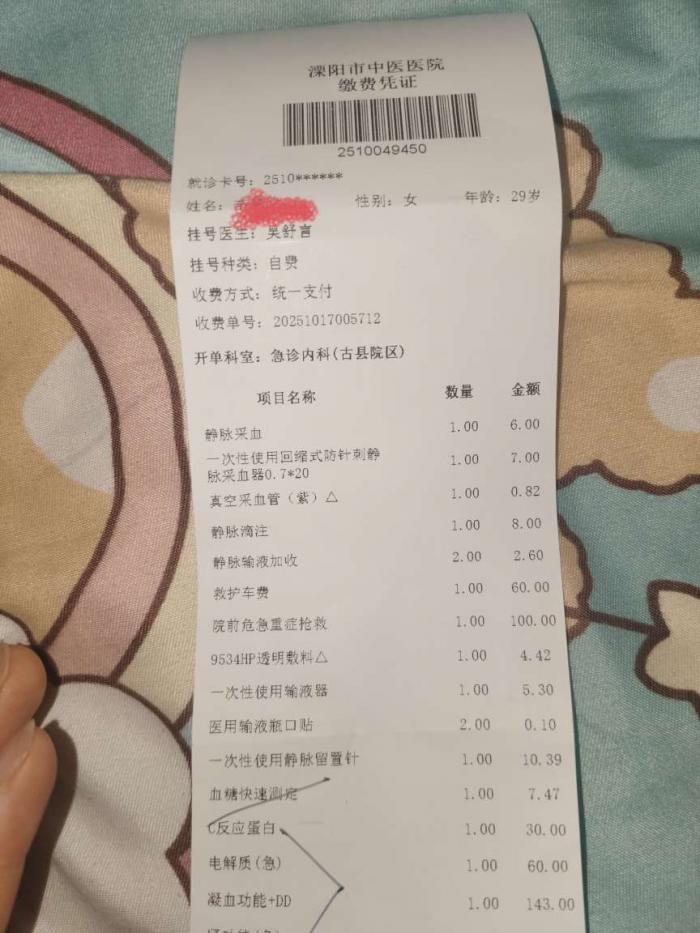 溧阳市中医医院
缴费凭证
2510049450
就诊卡号：2510******
姓名： 性别：女 年龄：29岁
挂号医生：吴舒言
挂号种类：自费
收费方式：统一支付
收费单号：20251017005712
开单科室：急诊内科(古县院区)
项目名称 数量 金额
静脉采血 1.00 6.00
一次性使用回缩式防针刺静
脉采血器0.7*20 1.00 7.00
真空采血管（紫）△ 1.00 0.82
静脉滴注 1.00 8.00
静脉输液加收 2.00 2.60
救护车费 1.00 60.00
院前危急重症抢救 1.00 100.00
9534HP透明敷料△ 1.00 4.42
一次性使用输液器 1.00 5.30
医用输液瓶口贴 2.00 0.10
一次性使用静脉留置针 1.00 10.39
血糖快速测定 1.00 7.47
C反应蛋白 1.00 30.00
电解质(急) 1.00 60.00
凝血功能+DD 1.00 143.00